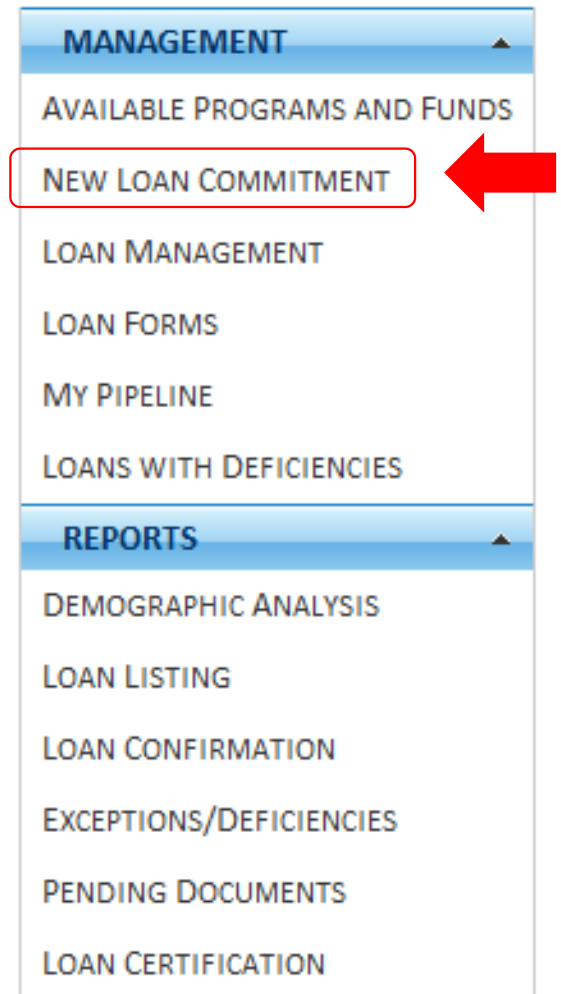 MANAGEMENT
AVAILABLE PROGRAMS AND FUNDS
NEW LOAN COMMITMENT
LOAN MANAGEMENT
LOAN FORMS
MY PIPELINE
LOANS WITH DEFICIENCIES
REPORTS
DEMOGRAPHIC ANALYSIS
LOAN LISTING
LOAN CONFIRMATION
EXCEPTIONS/DEFICIENCIES
PENDING DOCUMENTS
LOAN CERTIFICATION